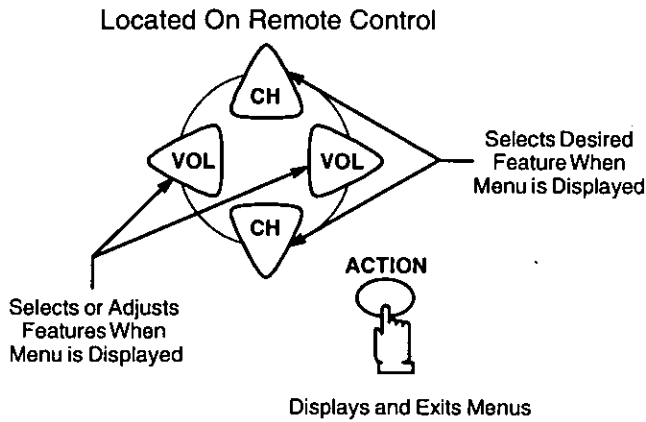 Located On Remote Control
CH
VOL
VOL
CH
Selects Desired
Feature When
Menu is Displayed
ACTION
Selects or Adjusts
Features When
Menu is Displayed
Displays and Exits Menus